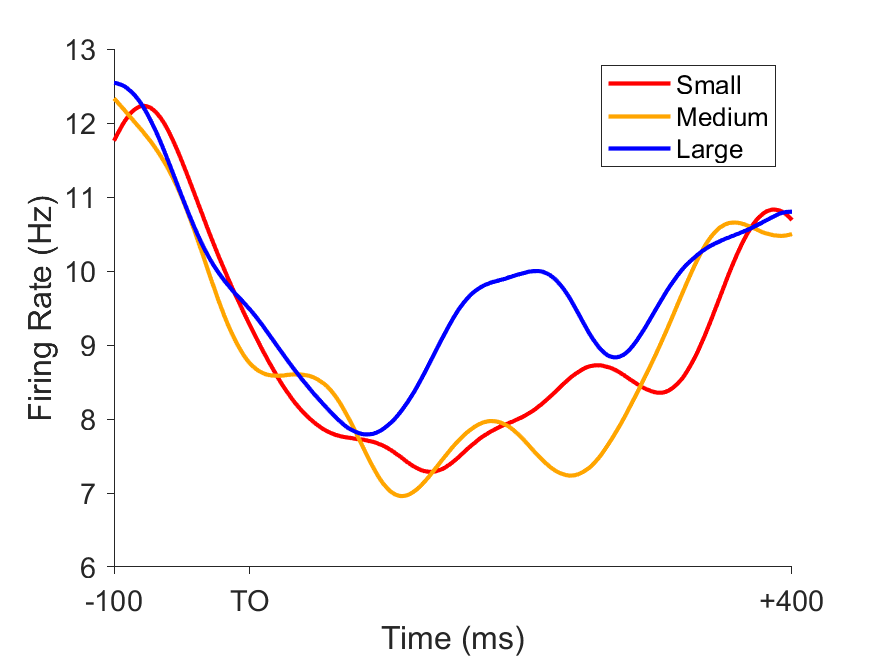 13
12
11
10
9
8
7
6
Firing Rate (Hz)
Small
Medium
Large
-100 TO +400
Time (ms)